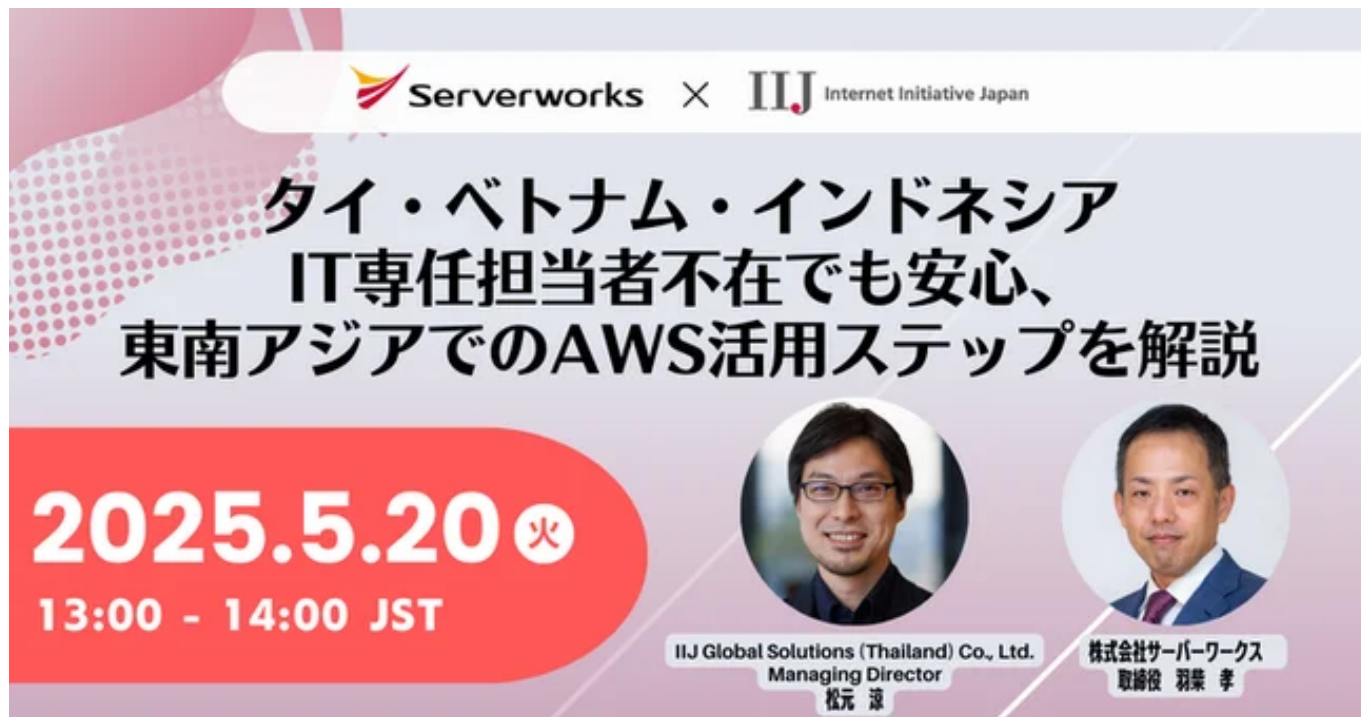 Serverworks × IIJ Internet Initiative Japan
タイ・ベトナム・インドネシア
IT専任担当者不在でも安心、
東南アジアでのAWS活用ステップを解説
2025.5.20 火
13:00 - 14:00 JST
IIJ Global Solutions (Thailand) Co., Ltd.
Managing Director
松元 涼
株式会社サーバーワークス
取締役 羽柴 孝